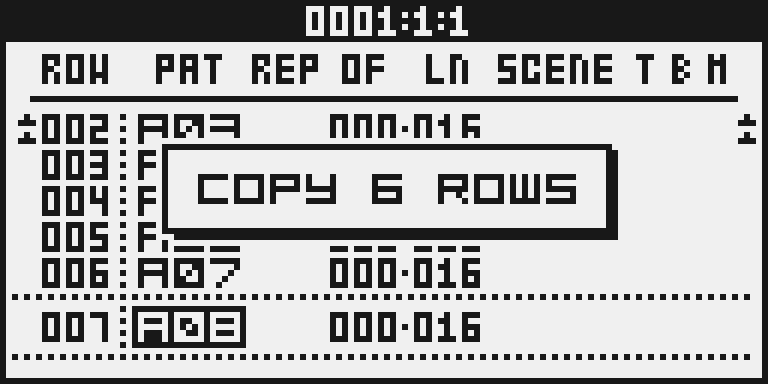 0001:1:1
ROW PAT REP OF LN SCENE T B M
±002 A03 000·016 ±
003
004
COPY 6 ROWS
005
006 A07 000·016
007 A08 000·016